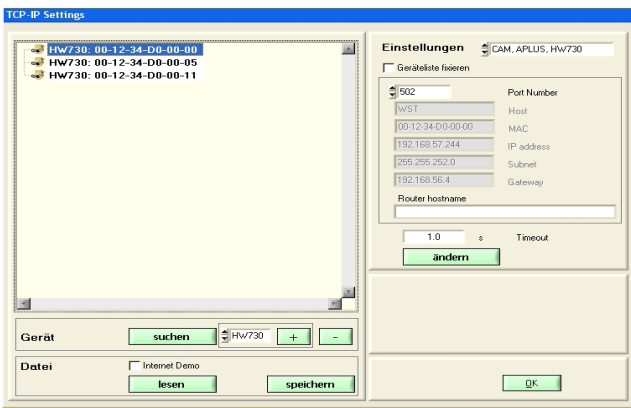 TCP-IP Settings
HW730: 00-12-34-D0-00-00
HW730: 00-12-34-D0-00-05
HW730: 00-12-34-D0-00-11
Gerät suchen HW730 + -
Datei Internet Demo
lesen speichern
Einstellungen CAM, APLUS, HW730
Geräteliste fixieren
502 Port Number
WST Host
00-12-34-D0-00-00 MAC
192.168.57.244 IP address
255.255.252.0 Subnet
192.168.56.4 Gateway
Router hostname
1.0 s Timeout
ändern
OK